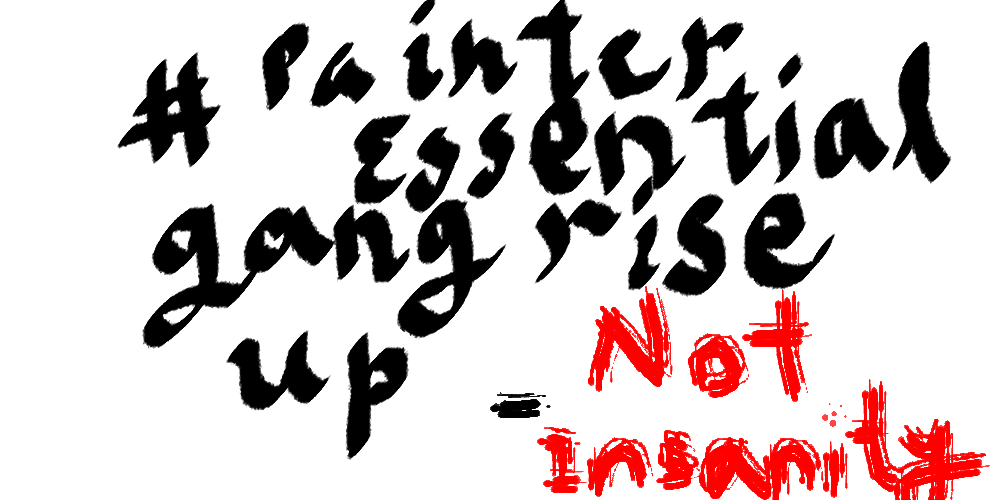 # Painter
Essential
gang rise
up - Not
Insanity